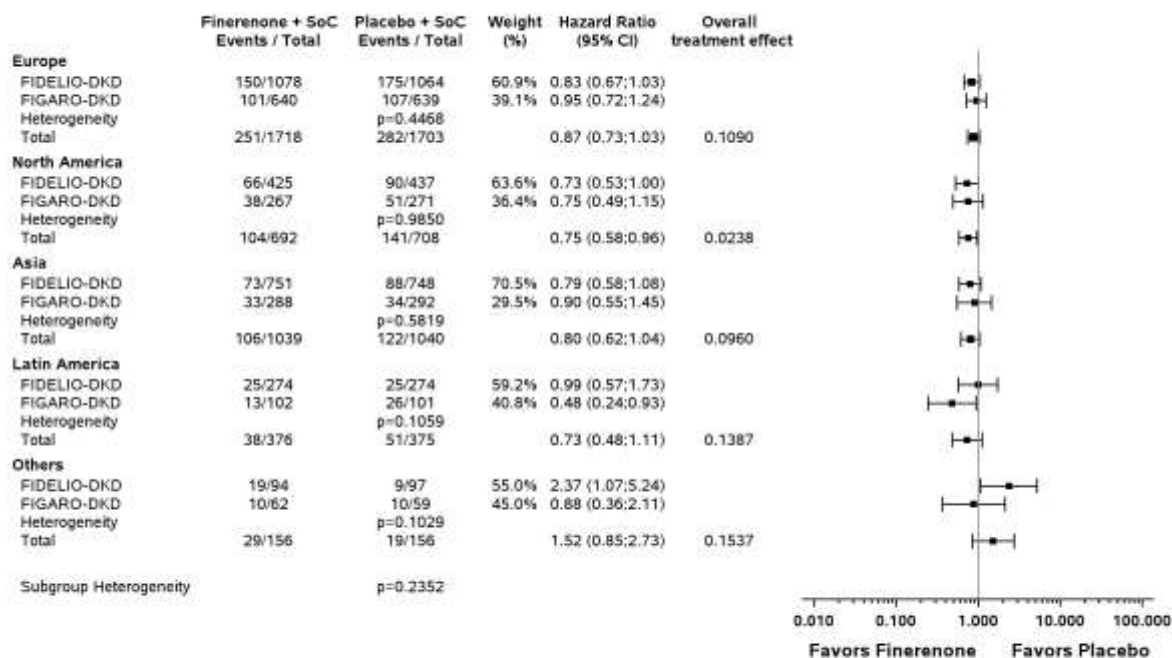 Finerenone + SoC Placebo + SoC Weight Hazard Ratio Overall
Events / Total Events / Total (%) (95% CI) treatment effect
Europe
FIDELIO-DKD 150/1078 175/1064 60.9% 0.83 (0.67;1.03)
FIGARO-DKD 101/640 107/639 39.1% 0.95 (0.72;1.24)
Heterogeneity p=0.4468
Total 251/1718 282/1703 0.87 (0.73;1.03) 0.1090
North America
FIDELIO-DKD 66/425 90/437 63.6% 0.73 (0.53;1.00)
FIGARO-DKD 38/267 51/271 36.4% 0.75 (0.49;1.15)
Heterogeneity p=0.9850
Total 104/692 141/708 0.75 (0.58;0.96) 0.0238
Asia
FIDELIO-DKD 73/751 88/748 70.5% 0.79 (0.58;1.08)
FIGARO-DKD 33/288 34/292 29.5% 0.90 (0.55;1.45)
Heterogeneity p=0.5819
Total 106/1039 122/1040 0.80 (0.62;1.04) 0.0960
Latin America
FIDELIO-DKD 25/274 25/274 59.2% 0.99 (0.57;1.73)
FIGARO-DKD 13/102 26/101 40.8% 0.48 (0.24;0.93)
Heterogeneity p=0.1059
Total 38/376 51/375 0.73 (0.48;1.11) 0.1387
Others
FIDELIO-DKD 19/94 9/97 55.0% 2.37 (1.07;5.24)
FIGARO-DKD 10/62 10/59 45.0% 0.88 (0.36;2.11)
Heterogeneity p=0.1029
Total 29/156 19/156 1.52 (0.85;2.73) 0.1537
Subgroup Heterogeneity p=0.2352
0.010 0.100 1.000 10.000 100.000
Favors Finerenone Favors Placebo